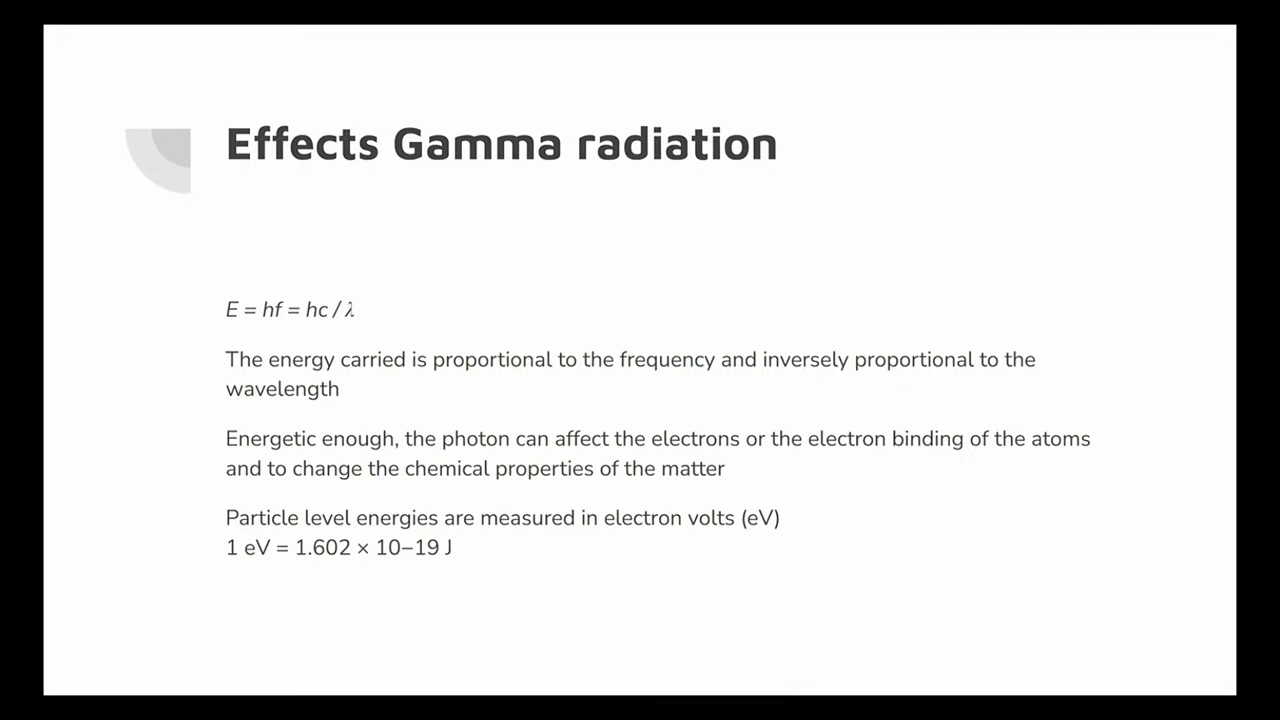 Effects Gamma radiation
E = hf = hc / λ
The energy carried is proportional to the frequency and inversely proportional to the
wavelength
Energetic enough, the photon can affect the electrons or the electron binding of the atoms
and to change the chemical properties of the matter
Particle level energies are measured in electron volts (eV)
1 eV = 1.602 × 10−19 J